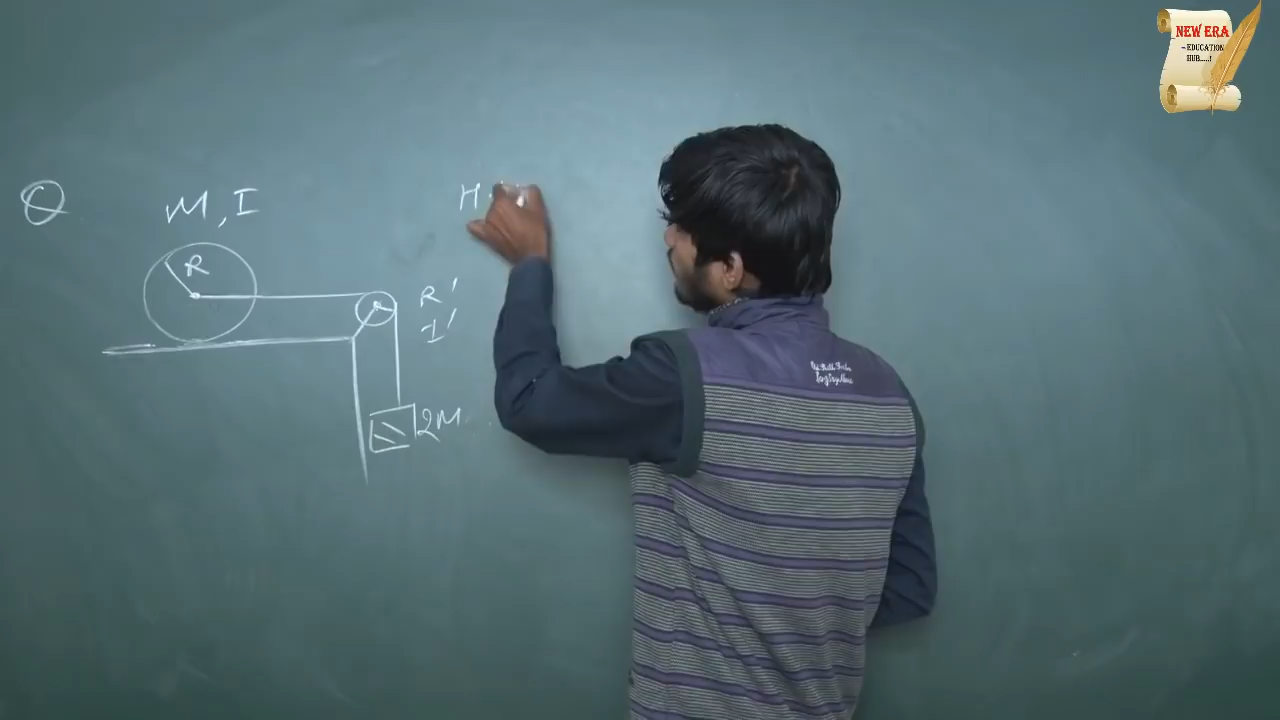 NEW ERA
~EDUCATION
HUB.....!
Q
M, I
H
R
R'
I'
2M